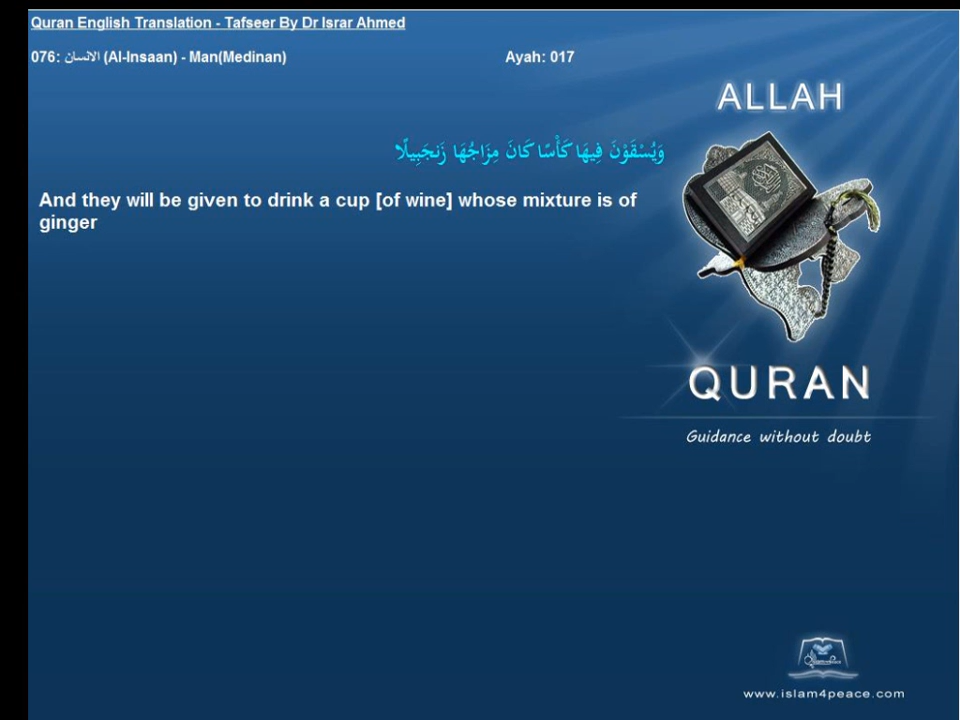 Quran English Translation - Tafseer By Dr Israr Ahmed
076: الانسان (Al-Insaan) - Man(Medinan) Ayah: 017
ALLAH
وَيُسْقَوْنَ فِيهَا كَأْسًا كَانَ مِزَاجُهَا زَنجَبِيلًا
And they will be given to drink a cup [of wine] whose mixture is of
ginger
QURAN
Guidance without doubt
www.islam4peace.com